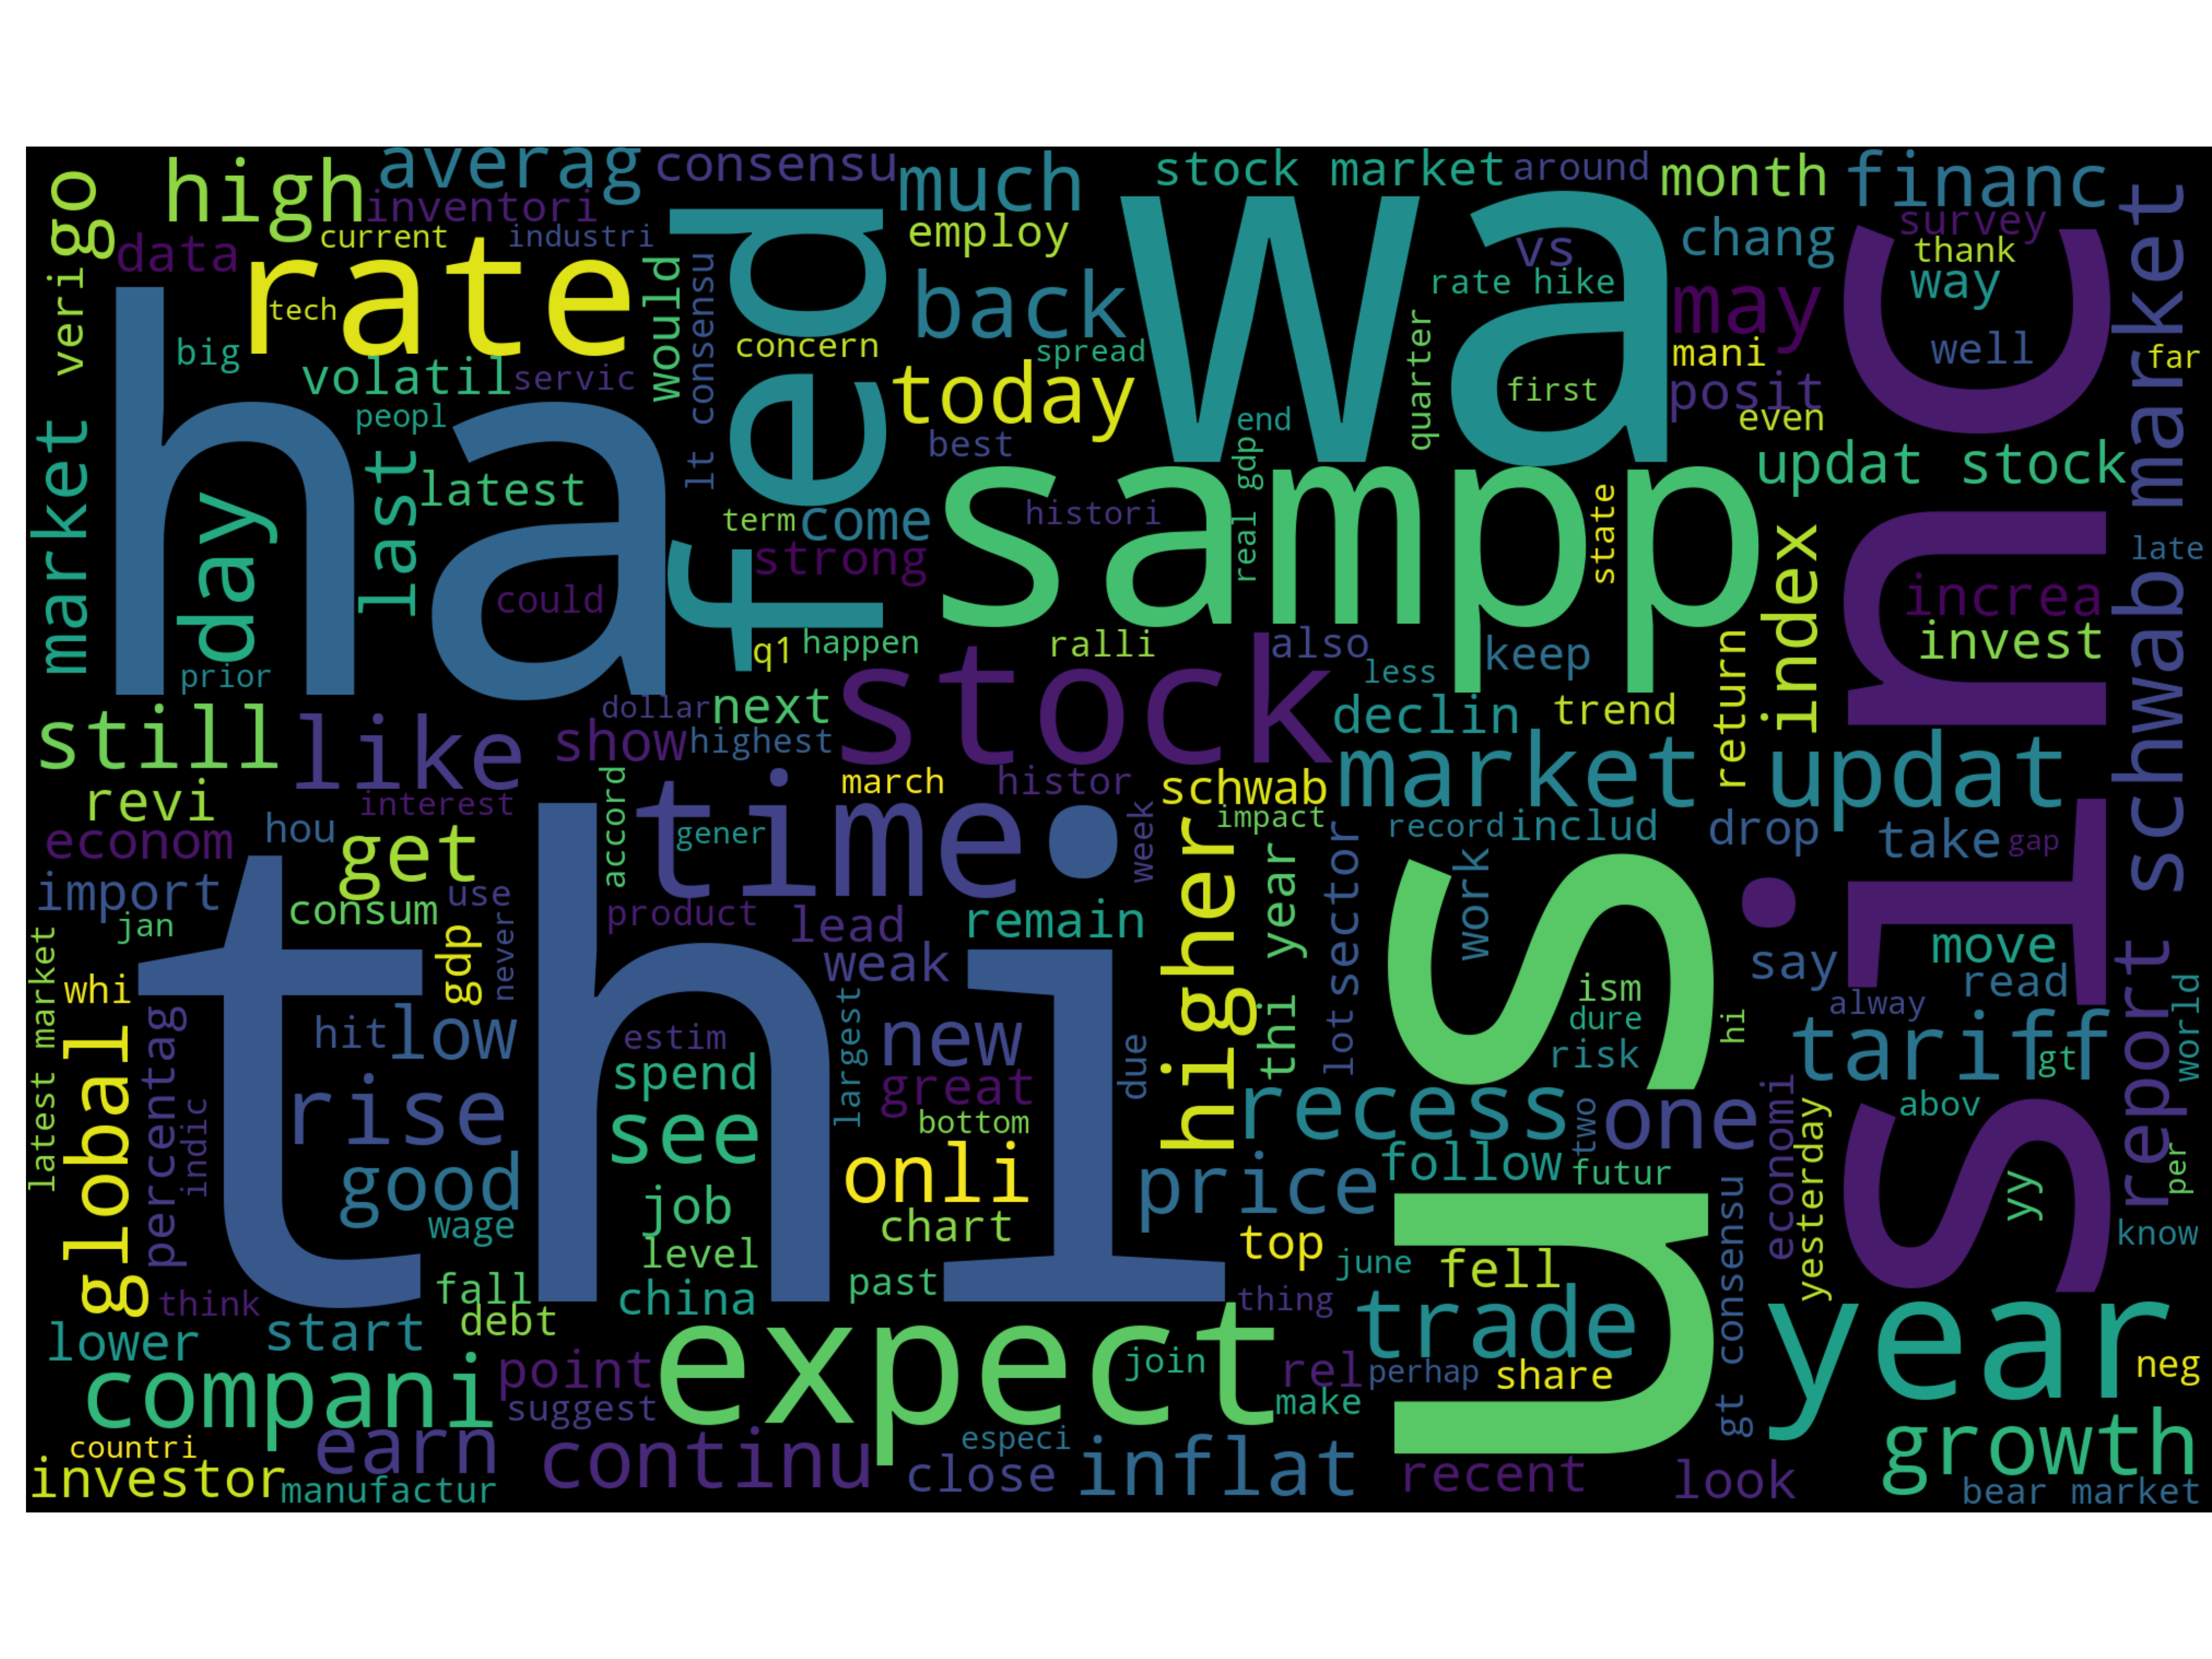 go
high
averag
consensu
much
stock market
around
month
financ
inventori
data
current
industri
employ
survey
thank
chang
vs
way
rate
fed
wa
sinc
market
verigo
tech
big
volatil
servic
would
lt consensu
concern
back
spread
rate hike
may
mani
well
far
peopl
today
quarter
first
posit
even
ha
best
end
market
last
latest
updat stock
day
term
come
histori
real gdp
sampp
state
index
late
strong
could
increa
prior
q1
happen
ralli
also
less
keep
invest
still
like
dollar
next
stock
declin
trend
return
show
highest
market
updat
revi
interest
march
histor
schwab
impact
record
includ
drop
take
gap
econom
hou
get
accord
time
gener
week
higher
import
jan
consum
use
product
lead
remain
thi year
sector
work
us
say
move
report schwab
whi
gdp
never
weak
read
thi
latest market
percentag
global
hit
low
estim
largest
new
lot
ism
dure
risk
hi
alway
tariff
gt
world
indic
rise
spend
great
due
recess
two
one
abov
see
bottom
economi
yesterday
good
onli
price
follow
futur
yy
per
wage
job
chart
know
level
top
june
fell
gt consensu
think
fall
china
past
thing
trade
year
lower
start
debt
expect
join
rel
perhap
share
neg
compani
point
make
suggest
countri
earn
continu
especi
growth
investor
manufactur
close
inflat
recent
look
bear market